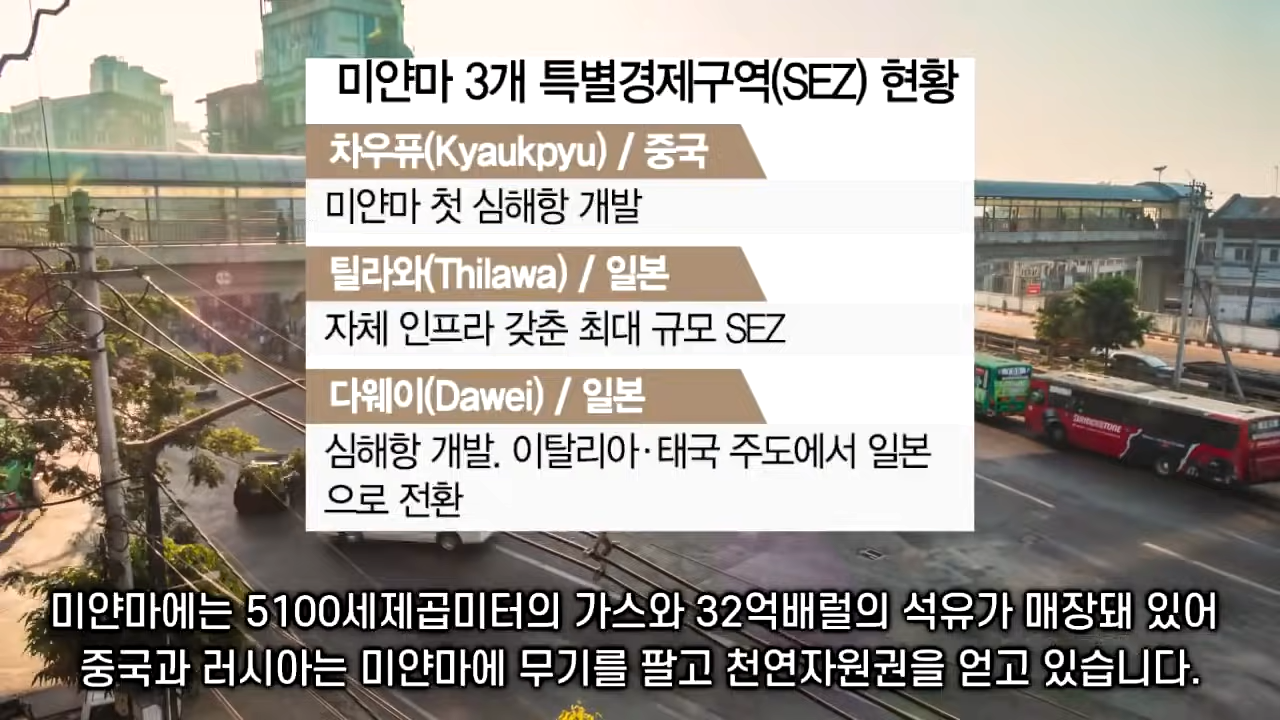 미얀마 3개 특별경제구역(SEZ) 현황
차우퓨(Kyaukpyu) / 중국
미얀마 첫 심해항 개발
틸라와(Thilawa) / 일본
자체 인프라 갖춘 최대 규모 SEZ
다웨이(Dawei) / 일본
심해항 개발. 이탈리아·태국 주도에서 일본
으로 전환
미얀마에는 5100세제곱미터의 가스와 32억배럴의 석유가 매장돼 있어
중국과 러시아는 미얀마에 무기를 팔고 천연자원권을 얻고 있습니다.